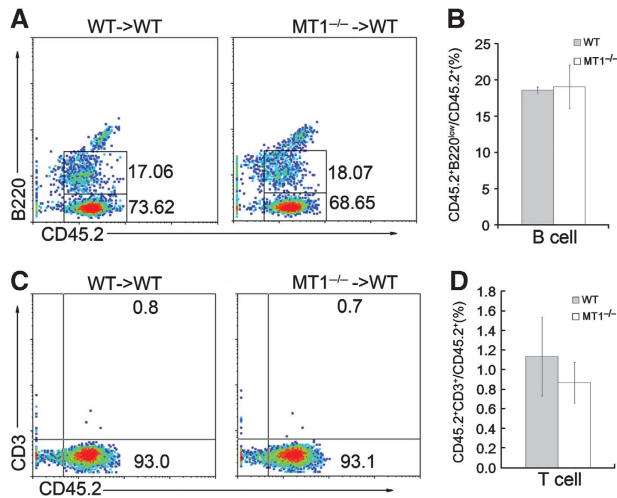 A
WT->WT
MT1⁻/⁻ ->WT
B220
17.06
73.62
18.07
68.65
CD45.2
B
CD45.2⁺B220ˡᵒʷ/CD45.2⁺(%)
25
20
15
10
5
0
WT
MT1⁻/⁻
B cell
C
WT->WT
MT1⁻/⁻ ->WT
CD3
0.8
93.0
0.7
93.1
CD45.2
D
CD45.2⁺CD3⁺/CD45.2⁺(%)
1.8
1.6
1.4
1.2
1.0
0.8
0.6
0.4
0.2
0.0
WT
MT1⁻/⁻
T cell